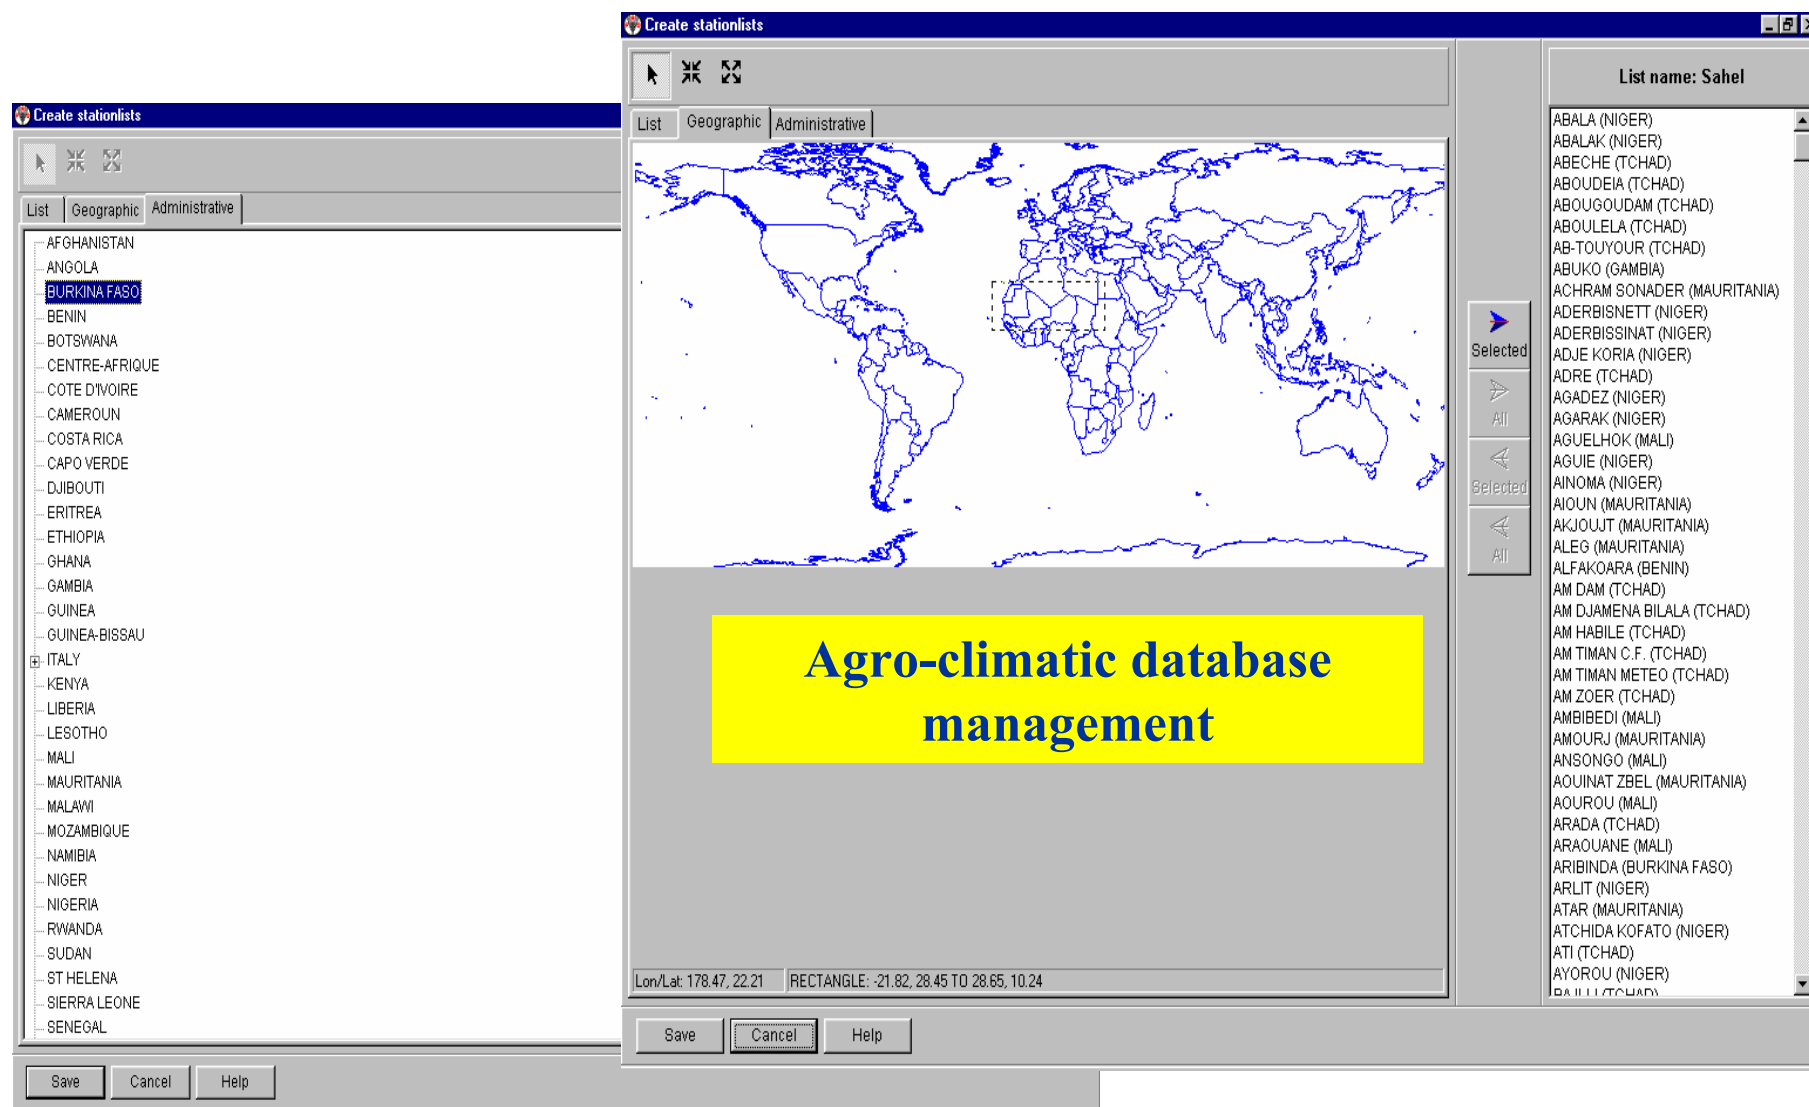 Create stationlists
List Geographic Administrative
AFGHANISTAN
ANGOLA
BURKINA FASO
BENIN
BOTSWANA
CENTRE-AFRIQUE
COTE D'IVOIRE
CAMEROUN
COSTA RICA
CAPO VERDE
DJIBOUTI
ERITREA
ETHIOPIA
GHANA
GAMBIA
GUINEA
GUINEA-BISSAU
ITALY
KENYA
LIBERIA
LESOTHO
MALI
MAURITANIA
MALAWI
MOZAMBIQUE
NAMIBIA
NIGER
NIGERIA
RWANDA
SUDAN
ST HELENA
SIERRA LEONE
SENEGAL
Save Cancel Help
Create stationlists
List Geographic Administrative
Agro-climatic database
management
Lon/Lat: 178.47, 22.21 RECTANGLE: -21.82, 28.45 TO 28.65, 10.24
Save Cancel Help
Selected
All
Selected
All
List name: Sahel
ABALA (NIGER)
ABALAK (NIGER)
ABECHE (TCHAD)
ABOUDEIA (TCHAD)
ABOUGOUDAM (TCHAD)
ABOULELA (TCHAD)
AB-TOUYOUR (TCHAD)
ABUKO (GAMBIA)
ACHRAM SONADER (MAURITANIA)
ADERBISNETT (NIGER)
ADERBISSINAT (NIGER)
ADJE KORIA (NIGER)
ADRE (TCHAD)
AGADEZ (NIGER)
AGARAK (NIGER)
AGUELHOK (MALI)
AGUIE (NIGER)
AINOMA (NIGER)
AIOUN (MAURITANIA)
AKJOUJT (MAURITANIA)
ALEG (MAURITANIA)
ALFAKOARA (BENIN)
AM DAM (TCHAD)
AM DJAMENA BILALA (TCHAD)
AM HABILE (TCHAD)
AM TIMAN C.F. (TCHAD)
AM TIMAN METEO (TCHAD)
AM ZOER (TCHAD)
AMBIBEDI (MALI)
AMOURJ (MAURITANIA)
ANSONGO (MALI)
AOUINAT ZBEL (MAURITANIA)
AOUROU (MALI)
ARADA (TCHAD)
ARAOUANE (MALI)
ARIBINDA (BURKINA FASO)
ARLIT (NIGER)
ATAR (MAURITANIA)
ATCHIDA KOFATO (NIGER)
ATI (TCHAD)
AYOROU (NIGER)